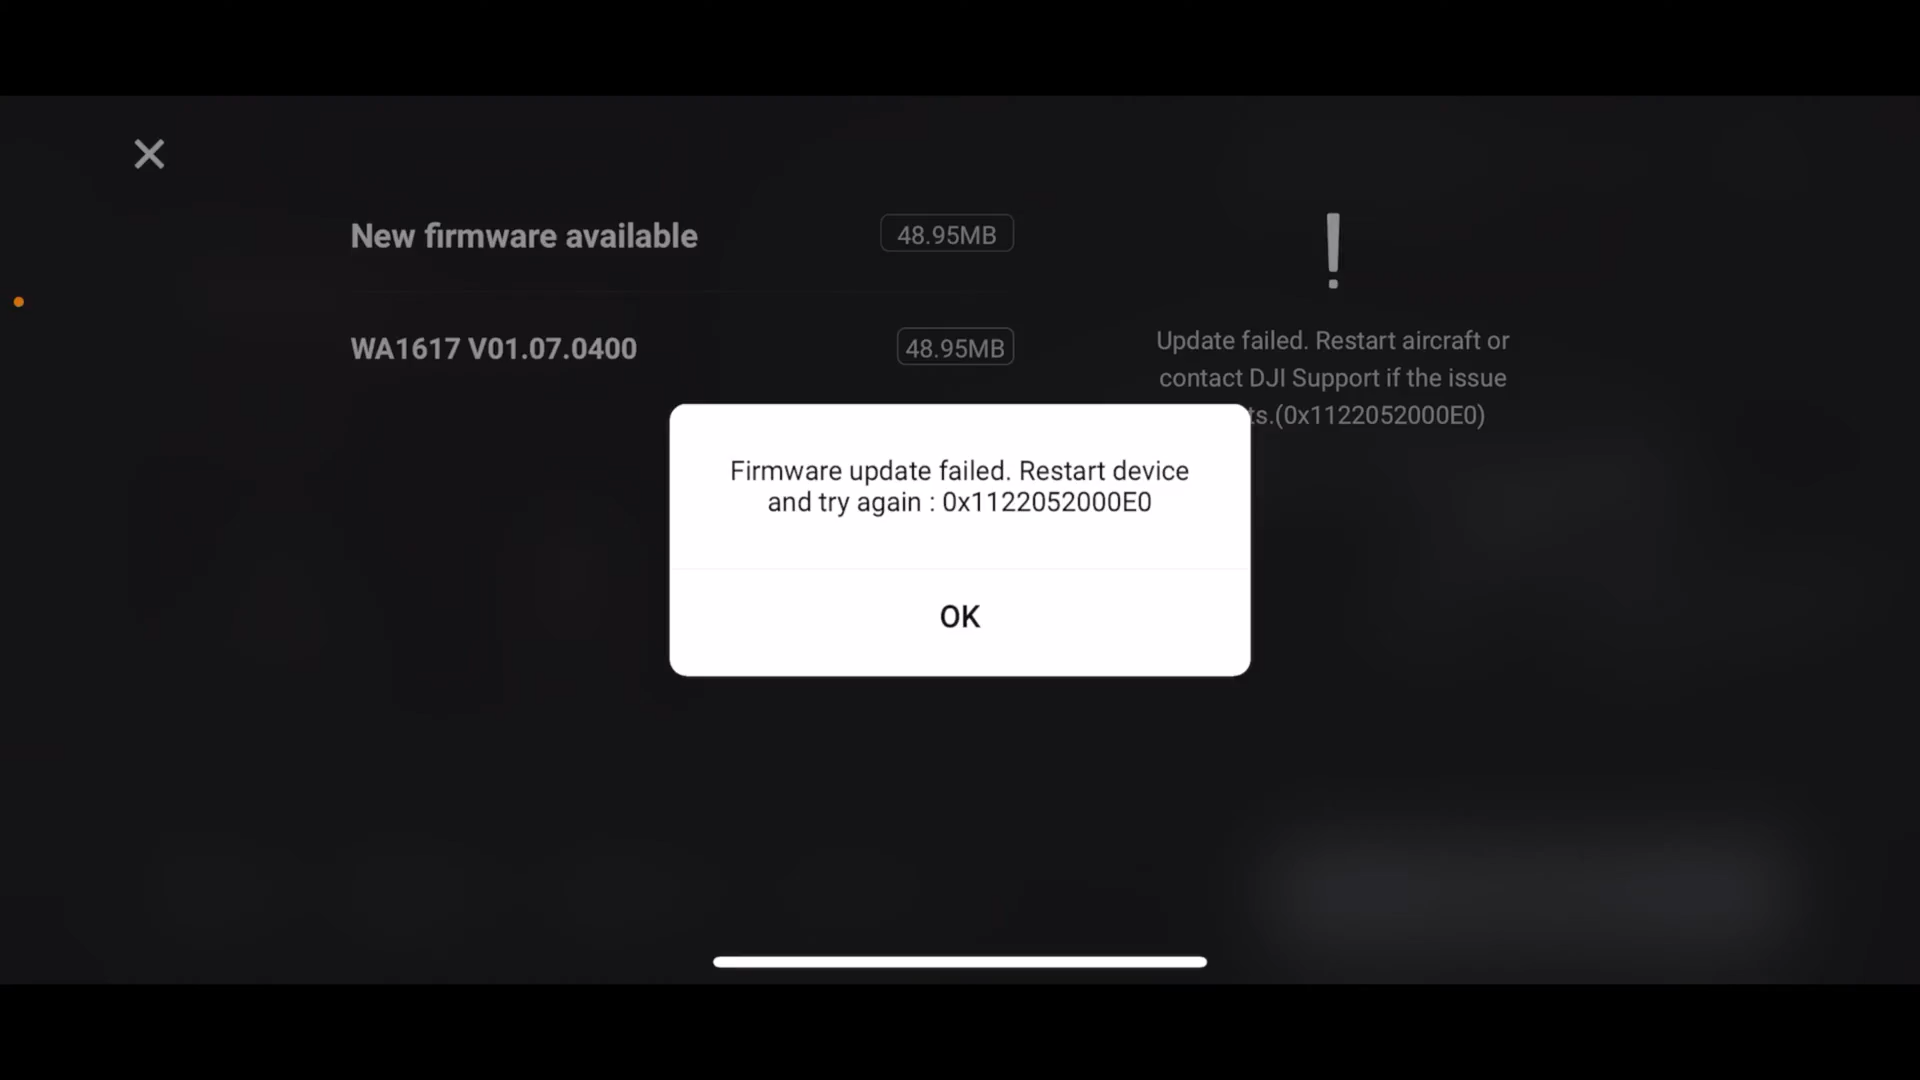 New firmware available
48.95MB
WA1617 V01.07.0400
48.95MB
Update failed. Restart aircraft or
contact DJI Support if the issue
ts.(0x1122052000E0)
Firmware update failed. Restart device
and try again : 0x1122052000E0
OK